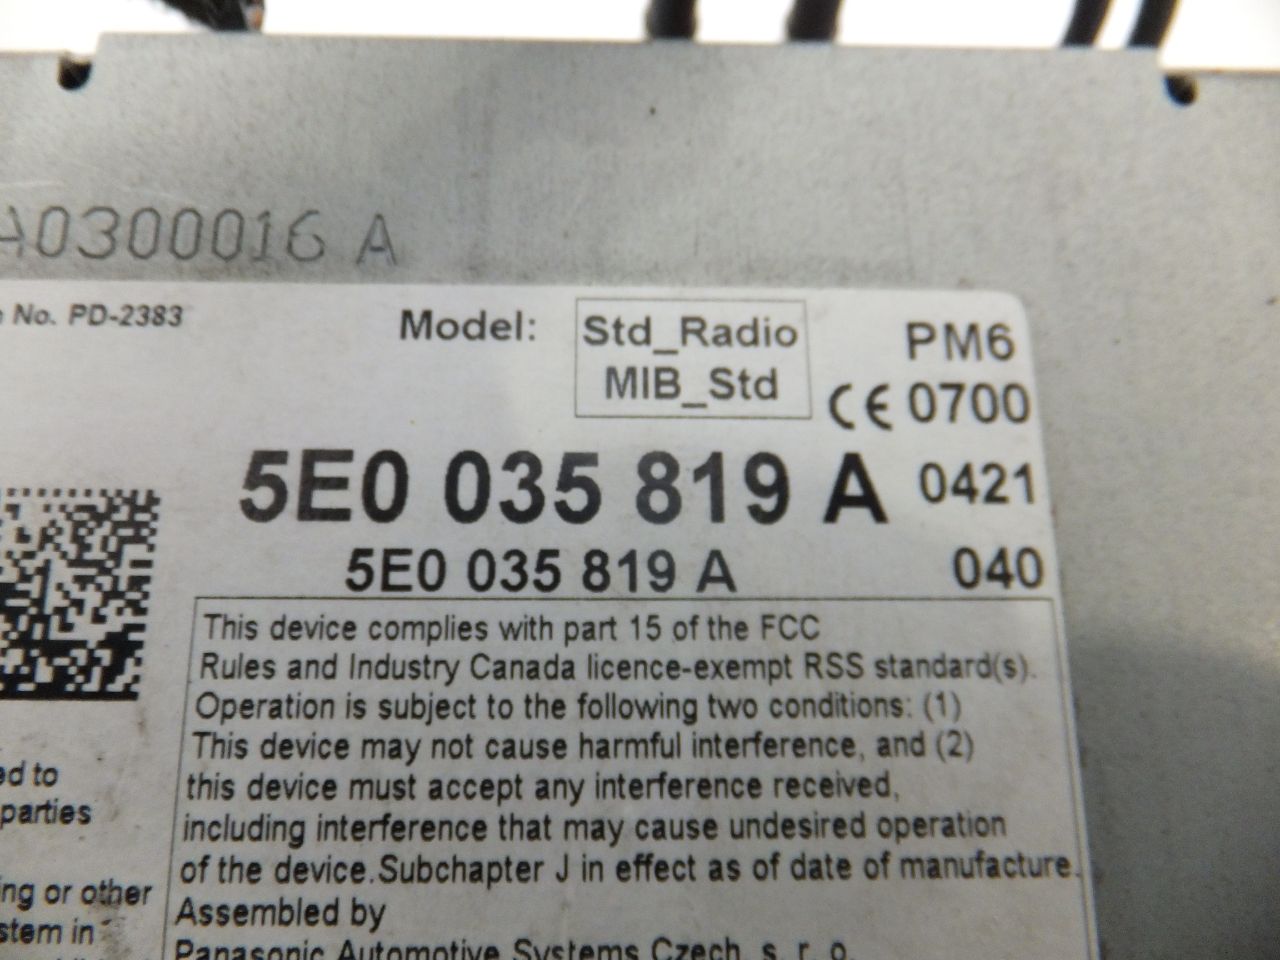 A0300016 A
No. PD-2383
Model: Std_Radio PM6
MIB_Std CE 0700
5E0 035 819 A 0421
5E0 035 819 A 040
This device complies with part 15 of the FCC
Rules and Industry Canada licence-exempt RSS standard(s).
Operation is subject to the following two conditions: (1)
This device may not cause harmful interference, and (2)
this device must accept any interference received,
including interference that may cause undesired operation
of the device.Subchapter J in effect as of date of manufacture.
Assembled by
Panasonic Automotive Systems Czech, s. r. o.
ed to
parties
ing or other
stem in